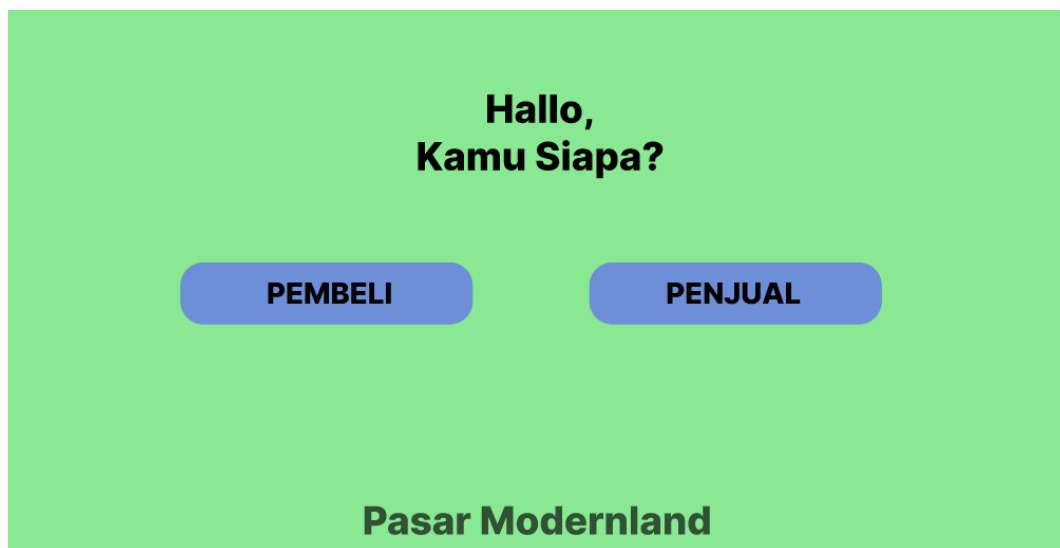 Hallo,
Kamu Siapa?
PEMBELI
PENJUAL
Pasar Modernland